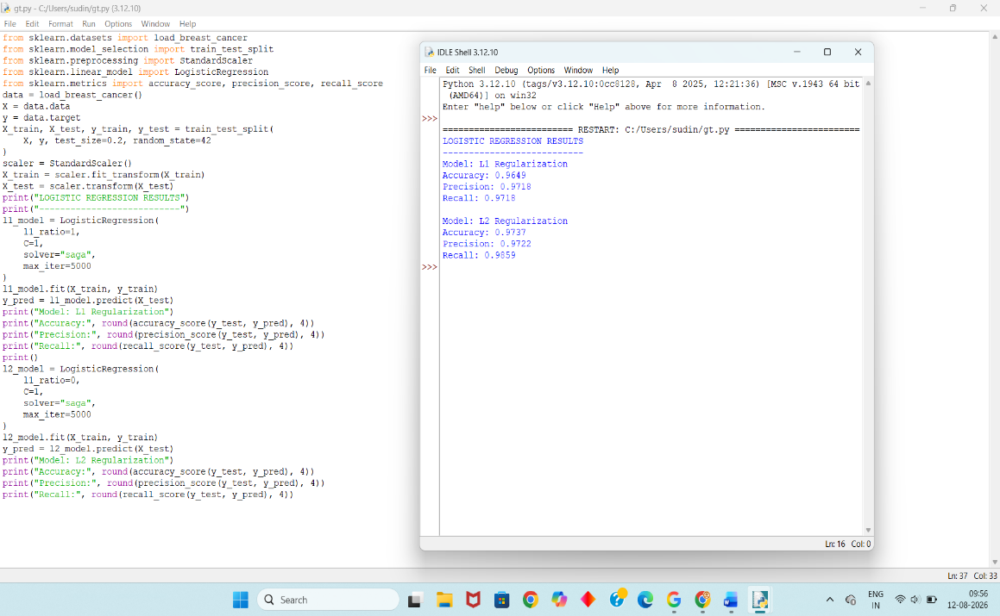 gt.py - C:/Users/sudin/gt.py (3.12.10)
File Edit Format Run Options Window Help
from sklearn.datasets import load_breast_cancer
from sklearn.model_selection import train_test_split
from sklearn.preprocessing import StandardScaler
from sklearn.linear_model import LogisticRegression
from sklearn.metrics import accuracy_score, precision_score, recall_score
data = load_breast_cancer()
X = data.data
y = data.target
X_train, X_test, y_train, y_test = train_test_split(
    X, y, test_size=0.2, random_state=42
)
scaler = StandardScaler()
X_train = scaler.fit_transform(X_train)
X_test = scaler.transform(X_test)
print("LOGISTIC REGRESSION RESULTS")
print("---------------------------")
l1_model = LogisticRegression(
    l1_ratio=1,
    C=1,
    solver="saga",
    max_iter=5000
)
l1_model.fit(X_train, y_train)
y_pred = l1_model.predict(X_test)
print("Model: L1 Regularization")
print("Accuracy:", round(accuracy_score(y_test, y_pred), 4))
print("Precision:", round(precision_score(y_test, y_pred), 4))
print("Recall:", round(recall_score(y_test, y_pred), 4))
print()
l2_model = LogisticRegression(
    l1_ratio=0,
    C=1,
    solver="saga",
    max_iter=5000
)
l2_model.fit(X_train, y_train)
y_pred = l2_model.predict(X_test)
print("Model: L2 Regularization")
print("Accuracy:", round(accuracy_score(y_test, y_pred), 4))
print("Precision:", round(precision_score(y_test, y_pred), 4))
print("Recall:", round(recall_score(y_test, y_pred), 4))
IDLE Shell 3.12.10
File Edit Shell Debug Options Window Help
Python 3.12.10 (tags/v3.12.10:0cc8128, Apr  8 2025, 12:21:36) [MSC v.1943 64 bit
 (AMD64)] on win32
Enter "help" below or click "Help" above for more information.
>>>
========================= RESTART: C:/Users/sudin/gt.py ========================
LOGISTIC REGRESSION RESULTS
---------------------------
Model: L1 Regularization
Accuracy: 0.9649
Precision: 0.9718
Recall: 0.9718
Model: L2 Regularization
Accuracy: 0.9737
Precision: 0.9722
Recall: 0.9859
>>>
Ln: 16 Col: 0
Ln: 37 Col: 33
Search
ENG
IN
09:56
12-08-2026